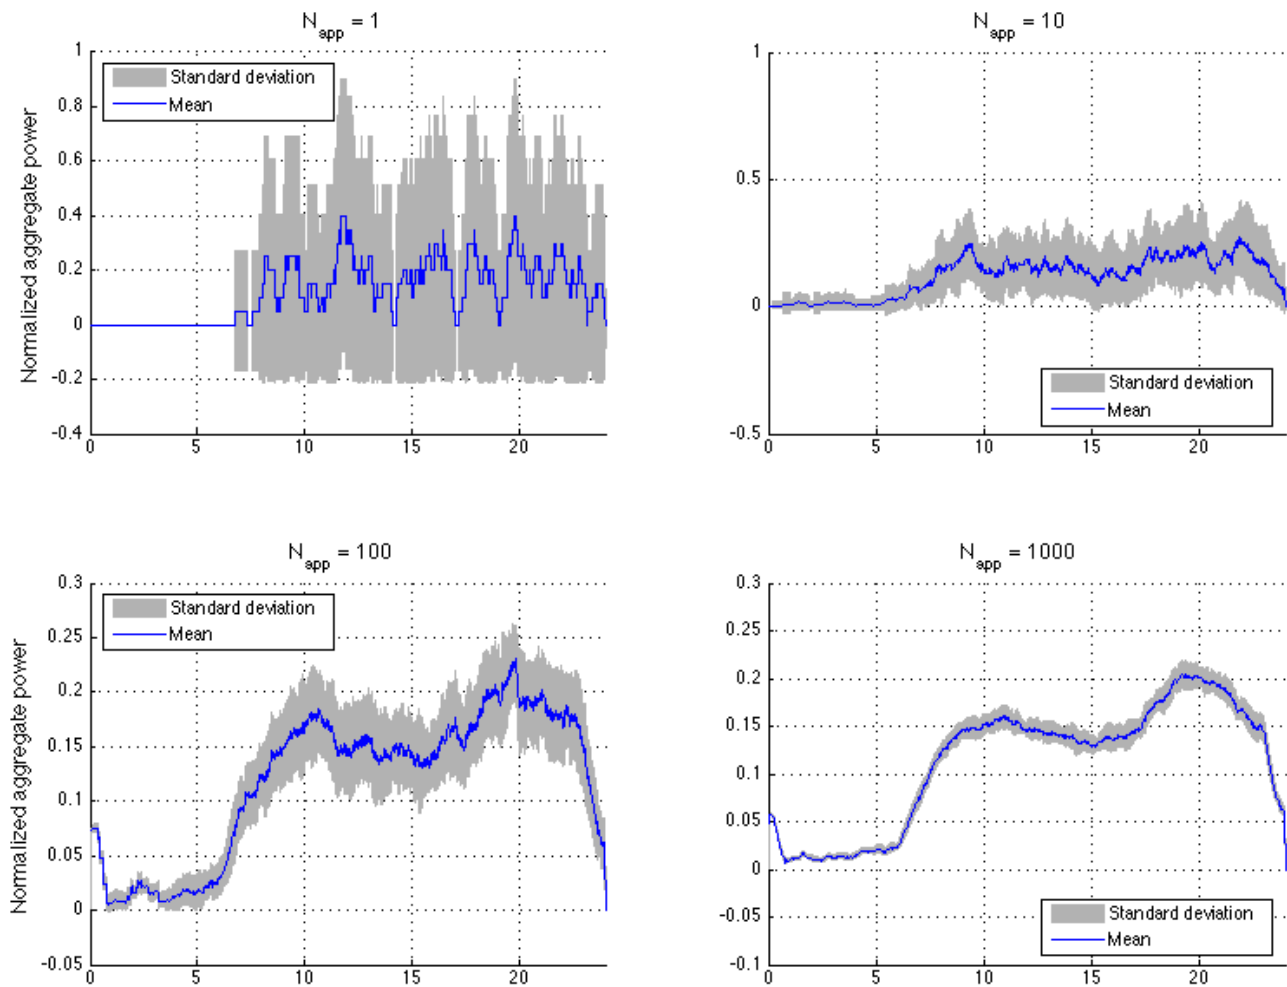 N_app = 1
1
0.8
0.6
0.4
0.2
0
-0.2
-0.4
0 5 10 15 20
Normalized aggregate power
Standard deviation
Mean
N_app = 10
1
0.5
0
-0.5
0 5 10 15 20
Standard deviation
Mean
N_app = 100
0.3
0.25
0.2
0.15
0.1
0.05
0
-0.05
0 5 10 15 20
Normalized aggregate power
Standard deviation
Mean
N_app = 1000
0.3
0.25
0.2
0.15
0.1
0.05
0
-0.05
-0.1
0 5 10 15 20
Standard deviation
Mean